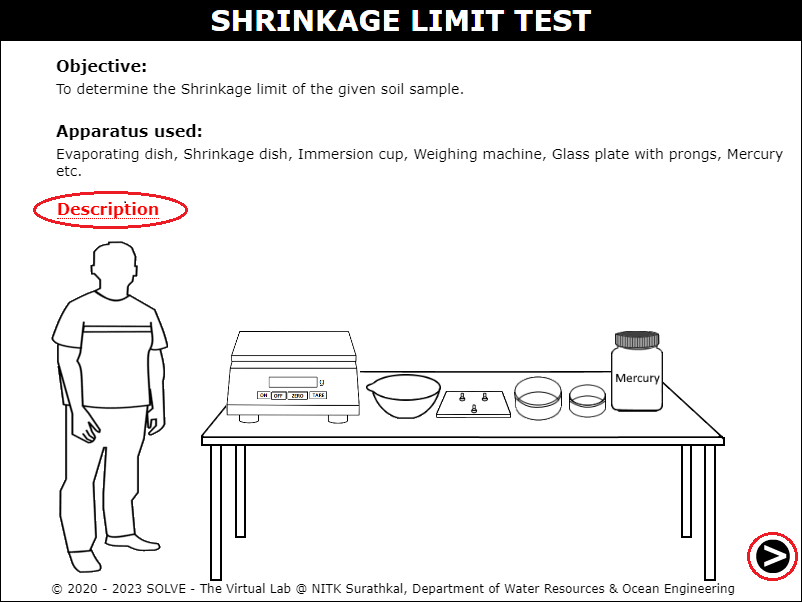 SHRINKAGE LIMIT TEST
Objective:
To determine the Shrinkage limit of the given soil sample.
Apparatus used:
Evaporating dish, Shrinkage dish, Immersion cup, Weighing machine, Glass plate with prongs, Mercury
etc.
Description
g
ON OFF ZERO TARE
Mercury
>
© 2020 - 2023 SOLVE - The Virtual Lab @ NITK Surathkal, Department of Water Resources & Ocean Engineering